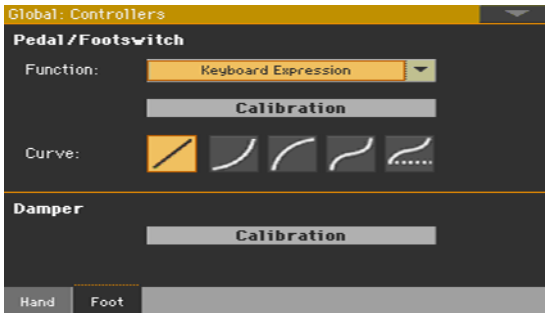 Global: Controllers
Pedal/Footswitch
Function: Keyboard Expression
Calibration
Curve:
Damper
Calibration
Hand Foot